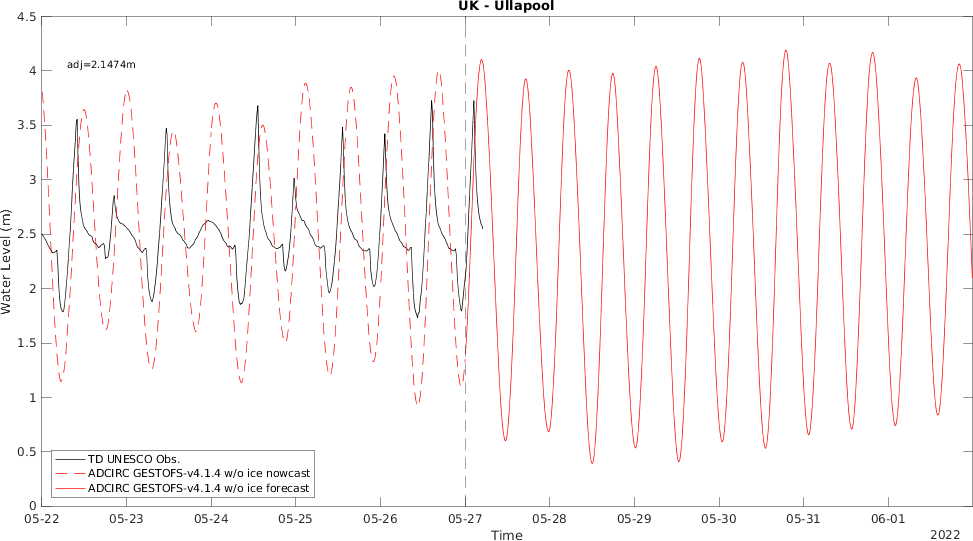 UK - Ullapool
Water Level (m)
4.5
4
3.5
3
2.5
2
1.5
1
0.5
0
adj=2.1474m
TD UNESCO Obs.
ADCIRC GESTOFS-v4.1.4 w/o ice nowcast
ADCIRC GESTOFS-v4.1.4 w/o ice forecast
05-22 05-23 05-24 05-25 05-26 05-27 05-28 05-29 05-30 05-31 06-01
Time
2022